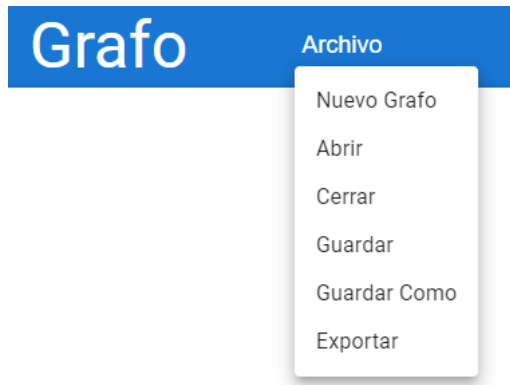 Grafo
Archivo
Nuevo Grafo
Abrir
Cerrar
Guardar
Guardar Como
Exportar